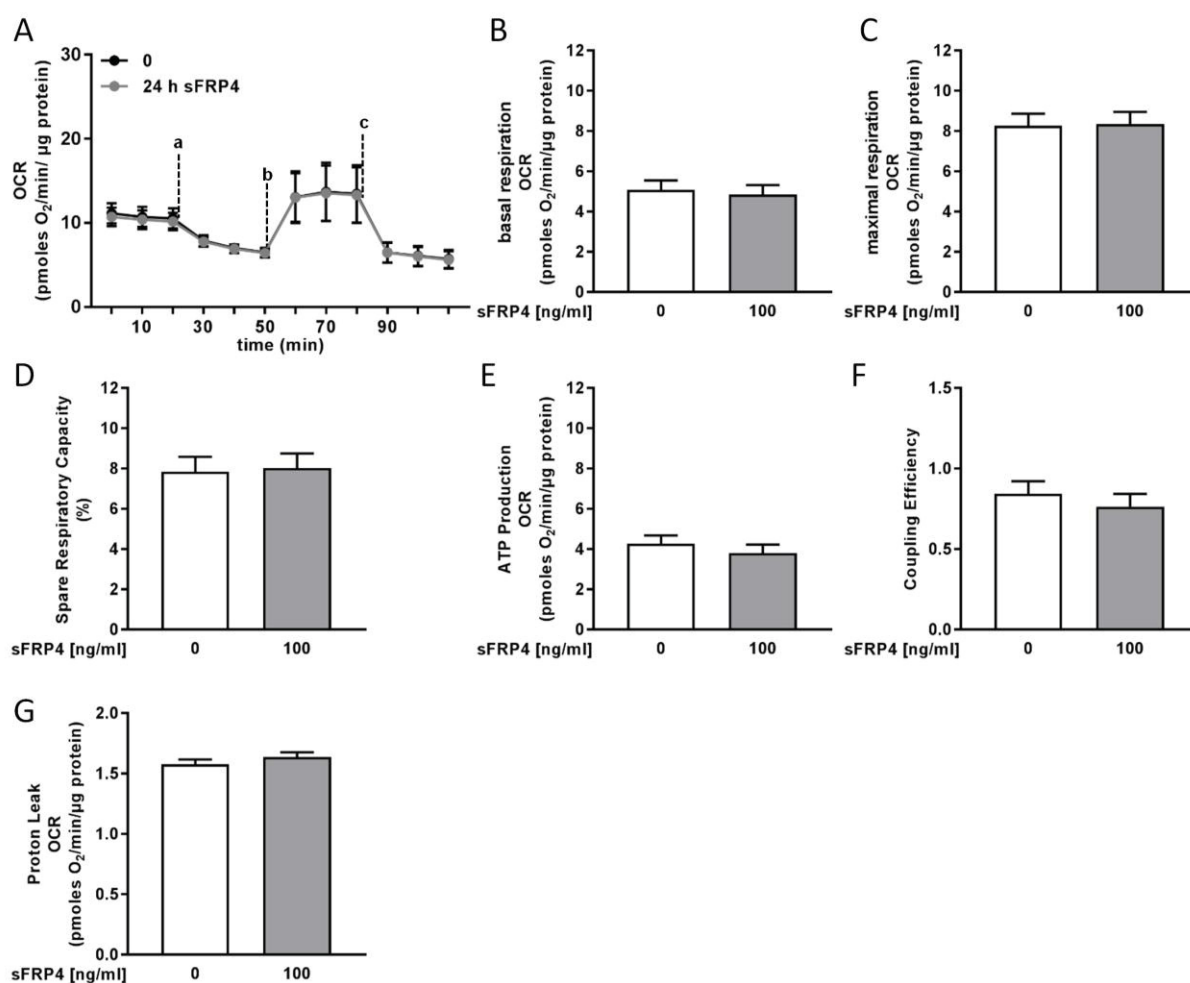 A
30
20
10
0
OCR
(pmoles O₂/min/ µg protein)
0
24 h sFRP4
a
b
c
10 30 50 70 90
time (min)
B
12
10
8
6
4
2
0
basal respiration
OCR
(pmoles O₂/min/µg protein)
sFRP4 [ng/ml] 0 100
C
12
10
8
6
4
2
0
maximal respiration
OCR
(pmoles O₂/min/µg protein)
sFRP4 [ng/ml] 0 100
D
12
10
8
6
4
2
0
Spare Respiratory Capacity
(%)
sFRP4 [ng/ml] 0 100
E
12
10
8
6
4
2
0
ATP Production
OCR
(pmoles O₂/min/µg protein)
sFRP4 [ng/ml] 0 100
F
1.5
1.0
0.5
0.0
Coupling Efficiency
sFRP4 [ng/ml] 0 100
G
2.0
1.5
1.0
0.5
0.0
Proton Leak
OCR
(pmoles O₂/min/µg protein)
sFRP4 [ng/ml] 0 100